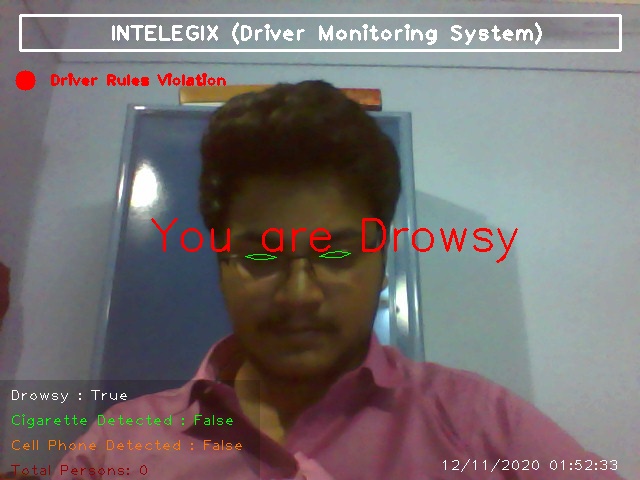 INTELEGIX (Driver Monitoring System)
Driver Rules Violation
You are Drowsy
Drowsy : True
Cigarette Detected : False
Cell Phone Detected : False
Total Persons: 0
12/11/2020 01:52:33